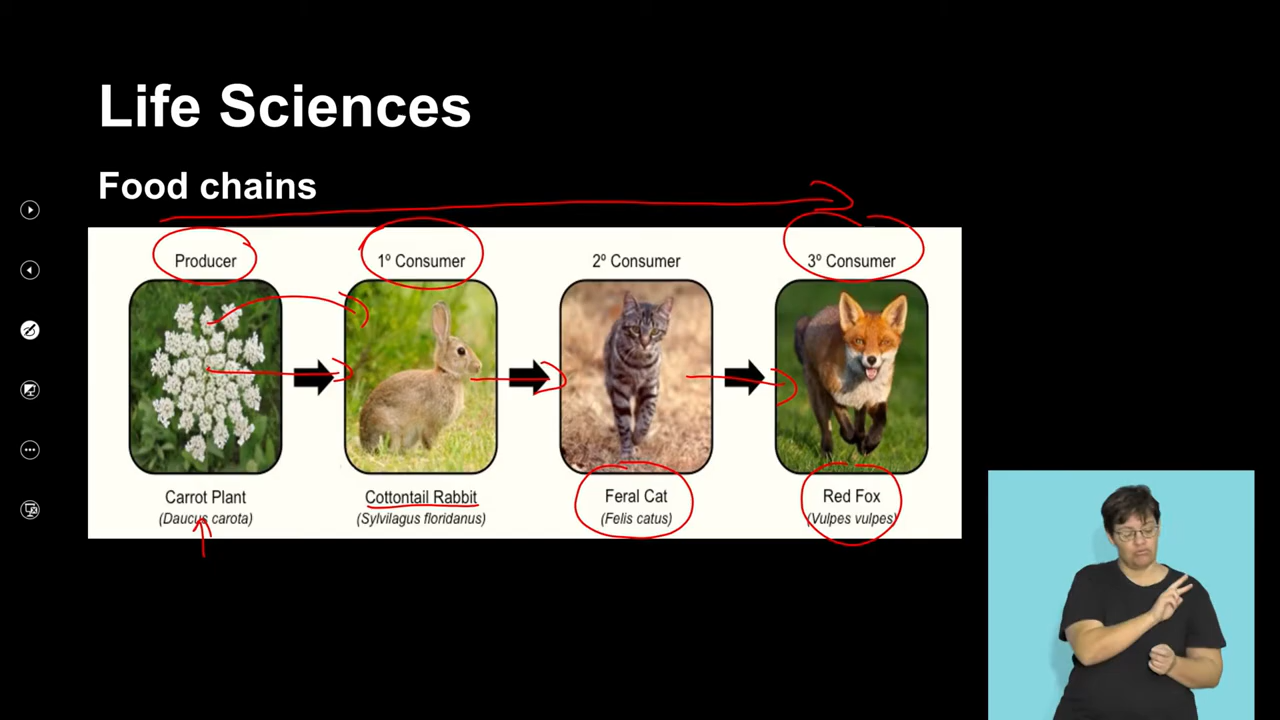 Life Sciences
Food chains
Producer
1º Consumer
2º Consumer
3º Consumer
Carrot Plant
(Daucus carota)
Cottontail Rabbit
(Sylvilagus floridanus)
Feral Cat
(Felis catus)
Red Fox
(Vulpes vulpes)